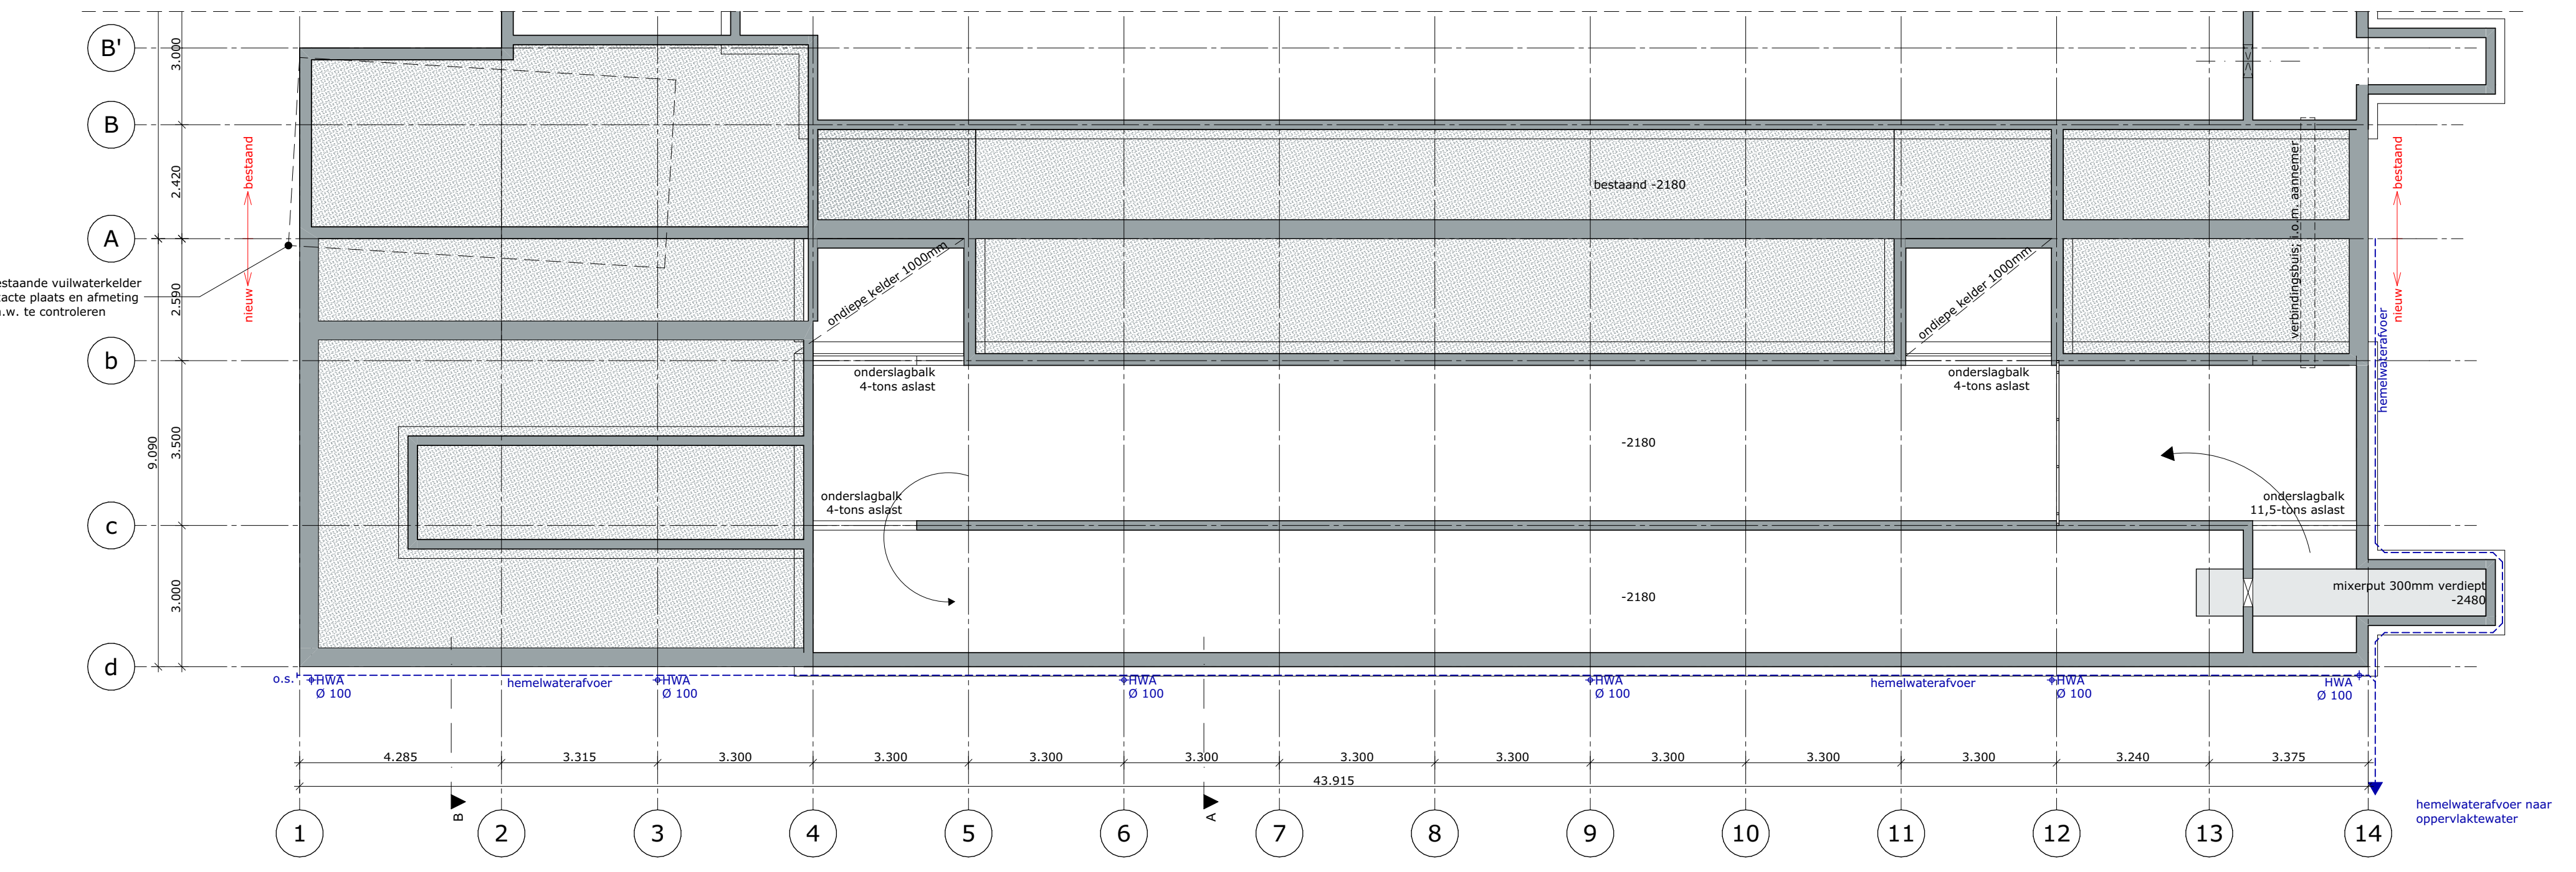 B'
3.000
B
bestaand
bestaand
2.420
bestaand -2180
verbindingsbuis; i.o.m. aannemer
A
ondiepe kelder 1000mm
ondiepe kelder 1000mm
estaande vuilwaterkelder
acte plaats en afmeting
.w. te controleren
nieuw
nieuw
2.590
hemelwaterafvoer
b
onderslagbalk
4-tons aslast
onderslagbalk
4-tons aslast
9.090
3.500
-2180
onderslagbalk
4-tons aslast
onderslagbalk
11,5-tons aslast
c
3.000
-2180
mixerput 300mm verdiept
-2480
d
o.s.
HWA
Ø 100
hemelwaterafvoer
HWA
Ø 100
HWA
Ø 100
HWA
Ø 100
hemelwaterafvoer
HWA
Ø 100
HWA
Ø 100
4.285
3.315
3.300
3.300
3.300
3.300
3.300
3.300
3.300
3.300
3.300
3.240
3.375
43.915
B
A
hemelwaterafvoer naar
oppervlaktewater
1
2
3
4
5
6
7
8
9
10
11
12
13
14